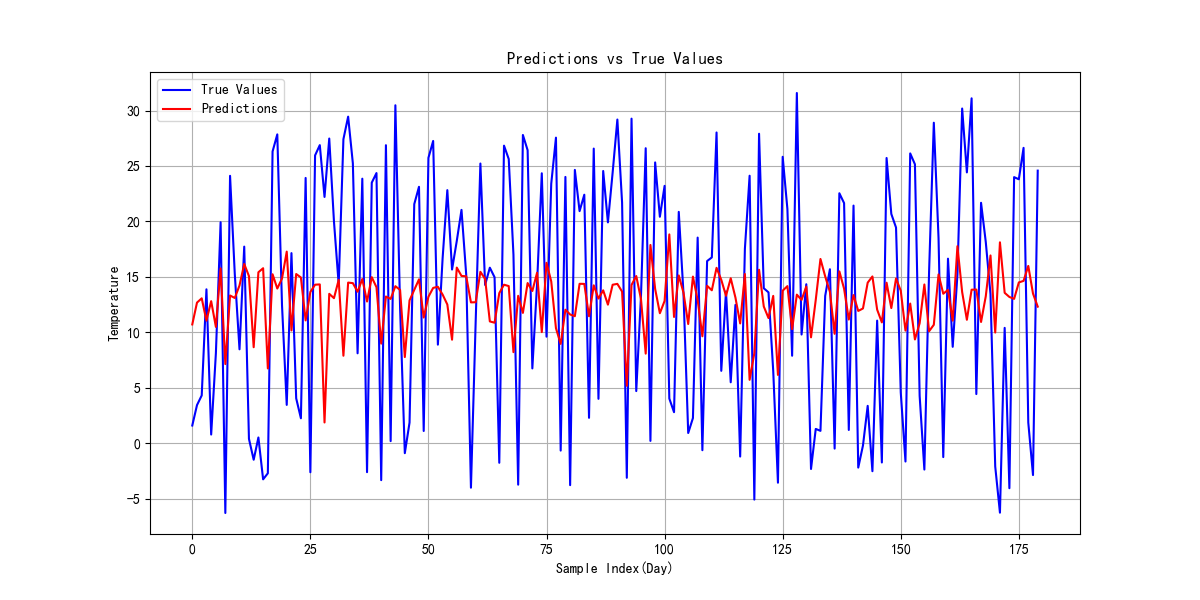 Predictions vs True Values
True Values
Predictions
Temperature
30
25
20
15
10
5
0
−5
0 25 50 75 100 125 150 175
Sample Index(Day)